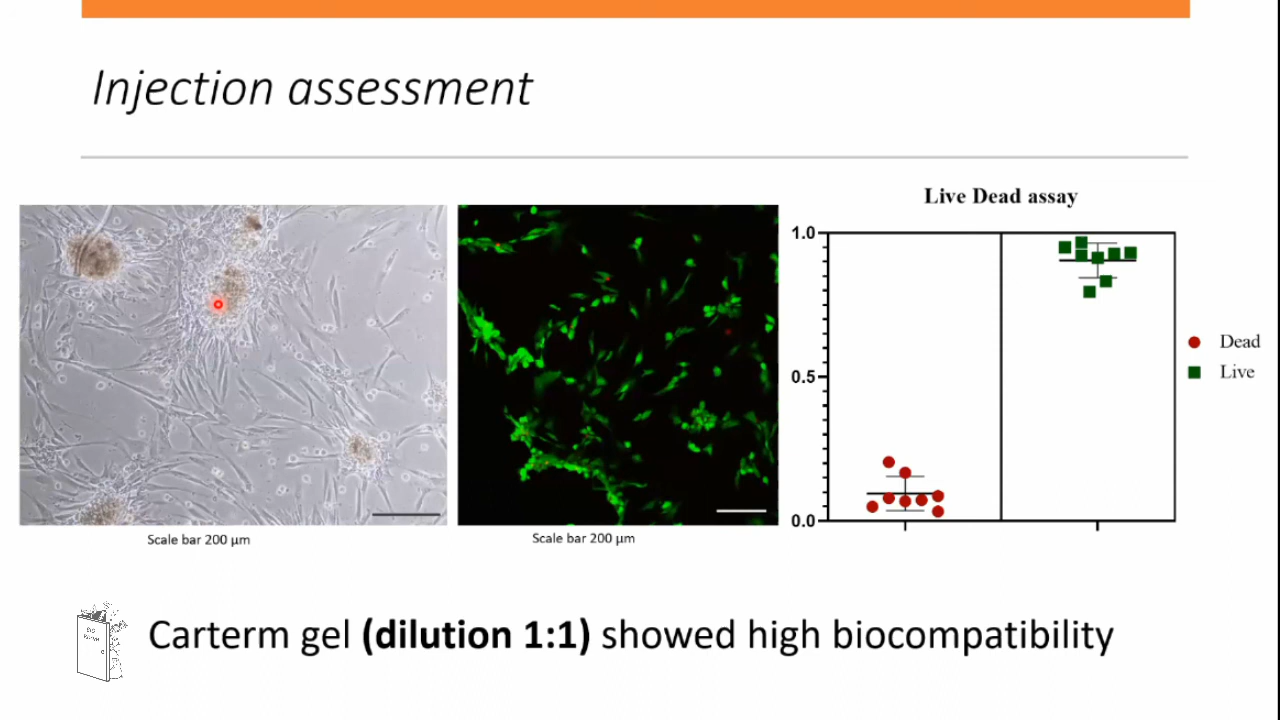 Injection assessment
Live Dead assay
1.0
0.5
0.0
Dead
Live
Scale bar 200 μm
Scale bar 200 μm
Carterm gel (dilution 1:1) showed high biocompatibility